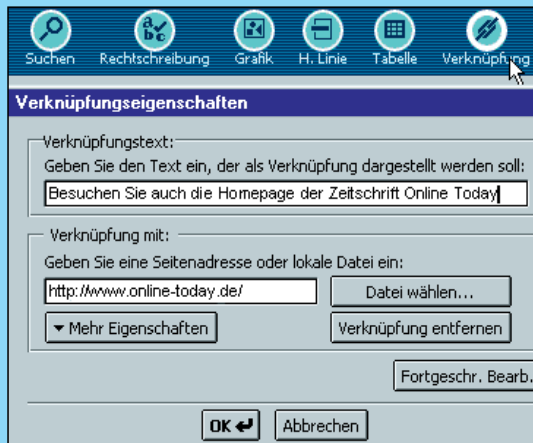 Suchen Rechtschreibung Grafik H. Linie Tabelle Verknüpfung
Verknüpfungseigenschaften
Verknüpfungstext:
Geben Sie den Text ein, der als Verknüpfung dargestellt werden soll:
Besuchen Sie auch die Homepage der Zeitschrift Online Today
Verknüpfung mit:
Geben Sie eine Seitenadresse oder lokale Datei ein:
http://www.online-today.de/ Datei wählen...
Mehr Eigenschaften Verknüpfung entfernen
Fortgeschr. Bearb.
OK Abbrechen